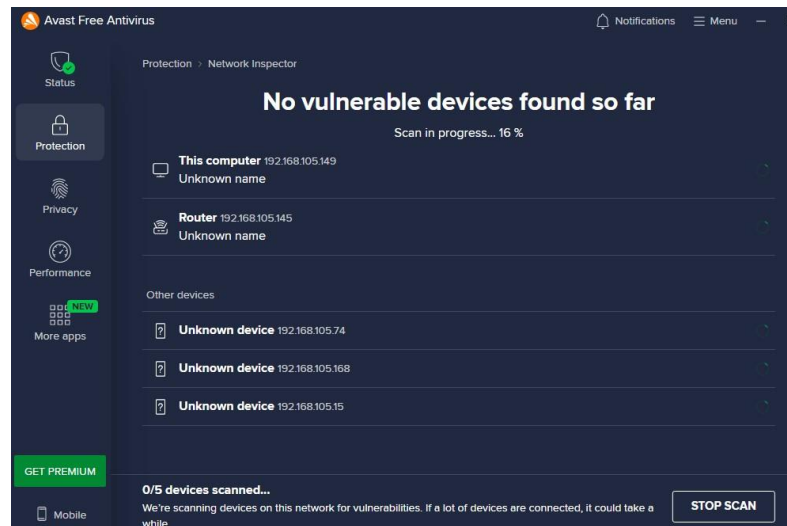 Avast Free Antivirus
Notifications
Menu
Status
Protection
Privacy
Performance
NEW
More apps
GET PREMIUM
Mobile
Protection > Network Inspector
No vulnerable devices found so far
Scan in progress... 16 %
This computer 192.168.105.149
Unknown name
Router 192.168.105.145
Unknown name
Other devices
Unknown device 192.168.105.74
Unknown device 192.168.105.168
Unknown device 192.168.105.15
0/5 devices scanned...
We're scanning devices on this network for vulnerabilities. If a lot of devices are connected, it could take a
while
STOP SCAN